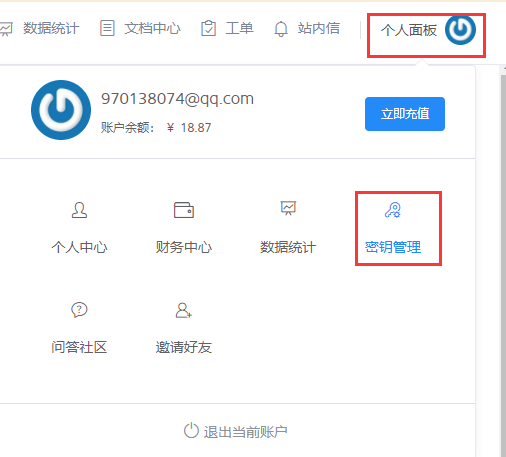 数据统计 文档中心 工单 站内信 个人面板
970138074@qq.com
账户余额： ¥ 18.87
立即充值
个人中心 财务中心 数据统计 密钥管理
问答社区 邀请好友
退出当前账户